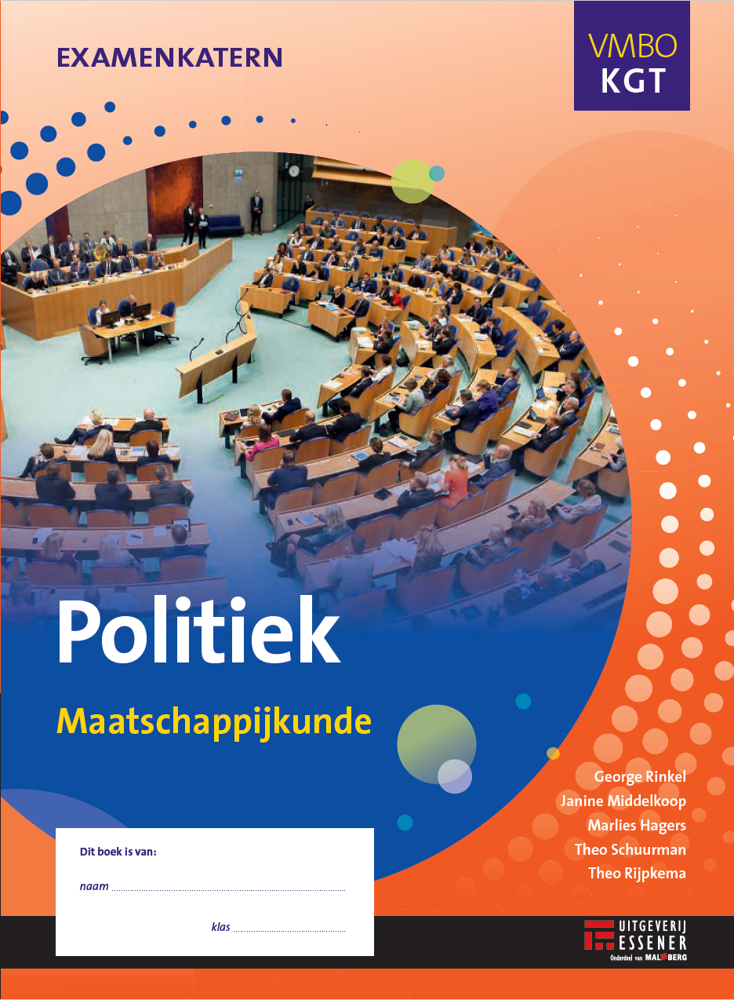 EXAMENKATERN
VMBO
KGT
Politiek
Maatschappijkunde
George Rinkel
Janine Middelkoop
Marlies Hagers
Theo Schuurman
Theo Rijpkema
Dit boek is van:
naam
klas
UITGEVERIJ
ESSENER
Onderdeel van MALMBERG